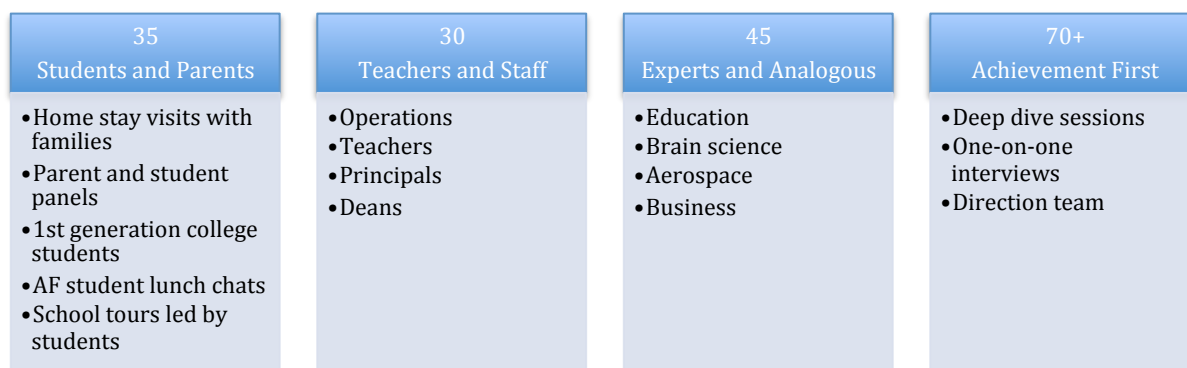 35
Students and Parents
•Home stay visits with
families
•Parent and student
panels
•1st generation college
students
•AF student lunch chats
•School tours led by
students
30
Teachers and Staff
•Operations
•Teachers
•Principals
•Deans
45
Experts and Analogous
•Education
•Brain science
•Aerospace
•Business
70+
Achievement First
•Deep dive sessions
•One-on-one
interviews
•Direction team